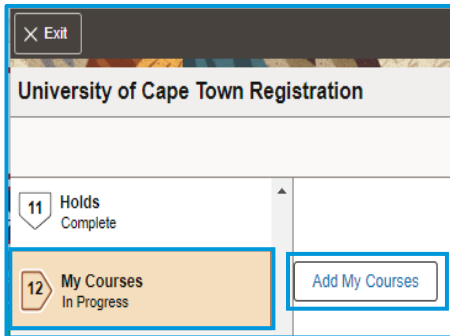 Exit
University of Cape Town Registration
11 Holds
Complete
12 My Courses
In Progress
Add My Courses